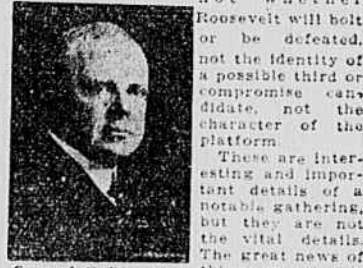 not whether
Roosevelt will bolt
or be defeated,
not the identity of
a possible third or
compromise can-
didate, not the
character of the
platform.
These are inter-
esting and impor-
tant details of a
notable gathering,
but they are not
the vital details.
The great news of